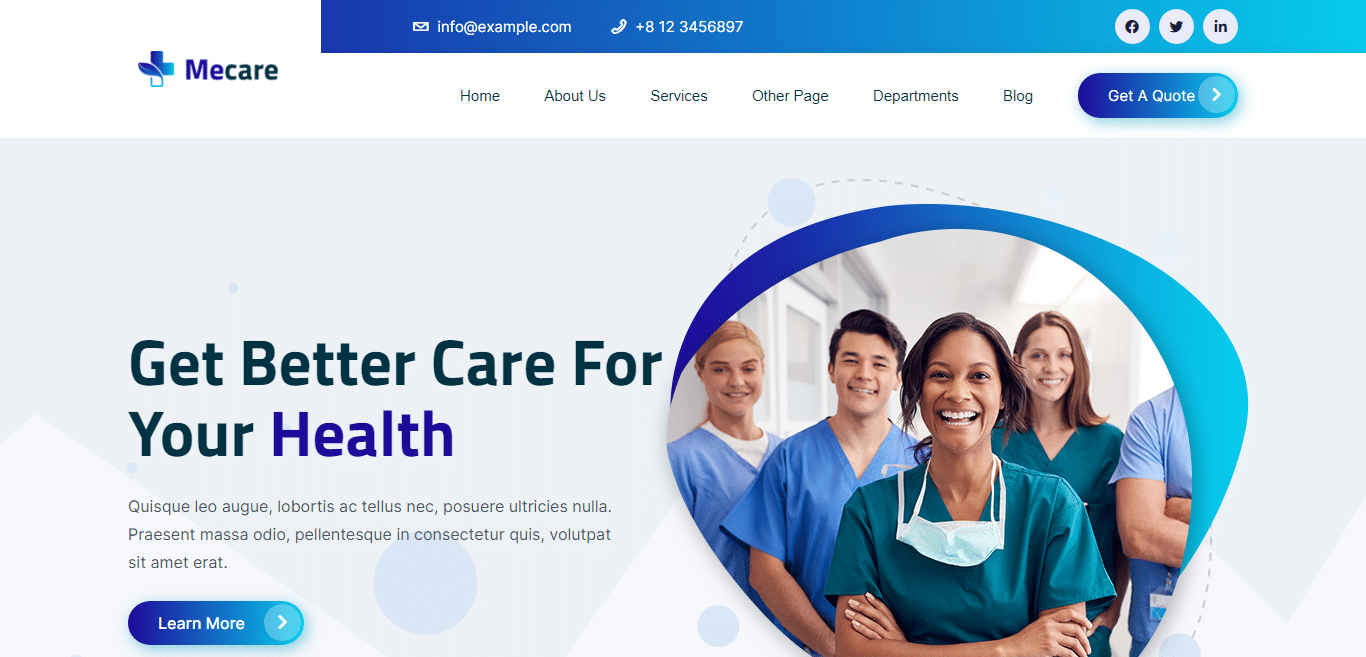 info@example.com
+8 12 3456897
Mecare
Home
About Us
Services
Other Page
Departments
Blog
Get A Quote
Get Better Care For
Your Health
Quisque leo augue, lobortis ac tellus nec, posuere ultricies nulla.
Praesent massa odio, pellentesque in consectetur quis, volutpat
sit amet erat.
Learn More